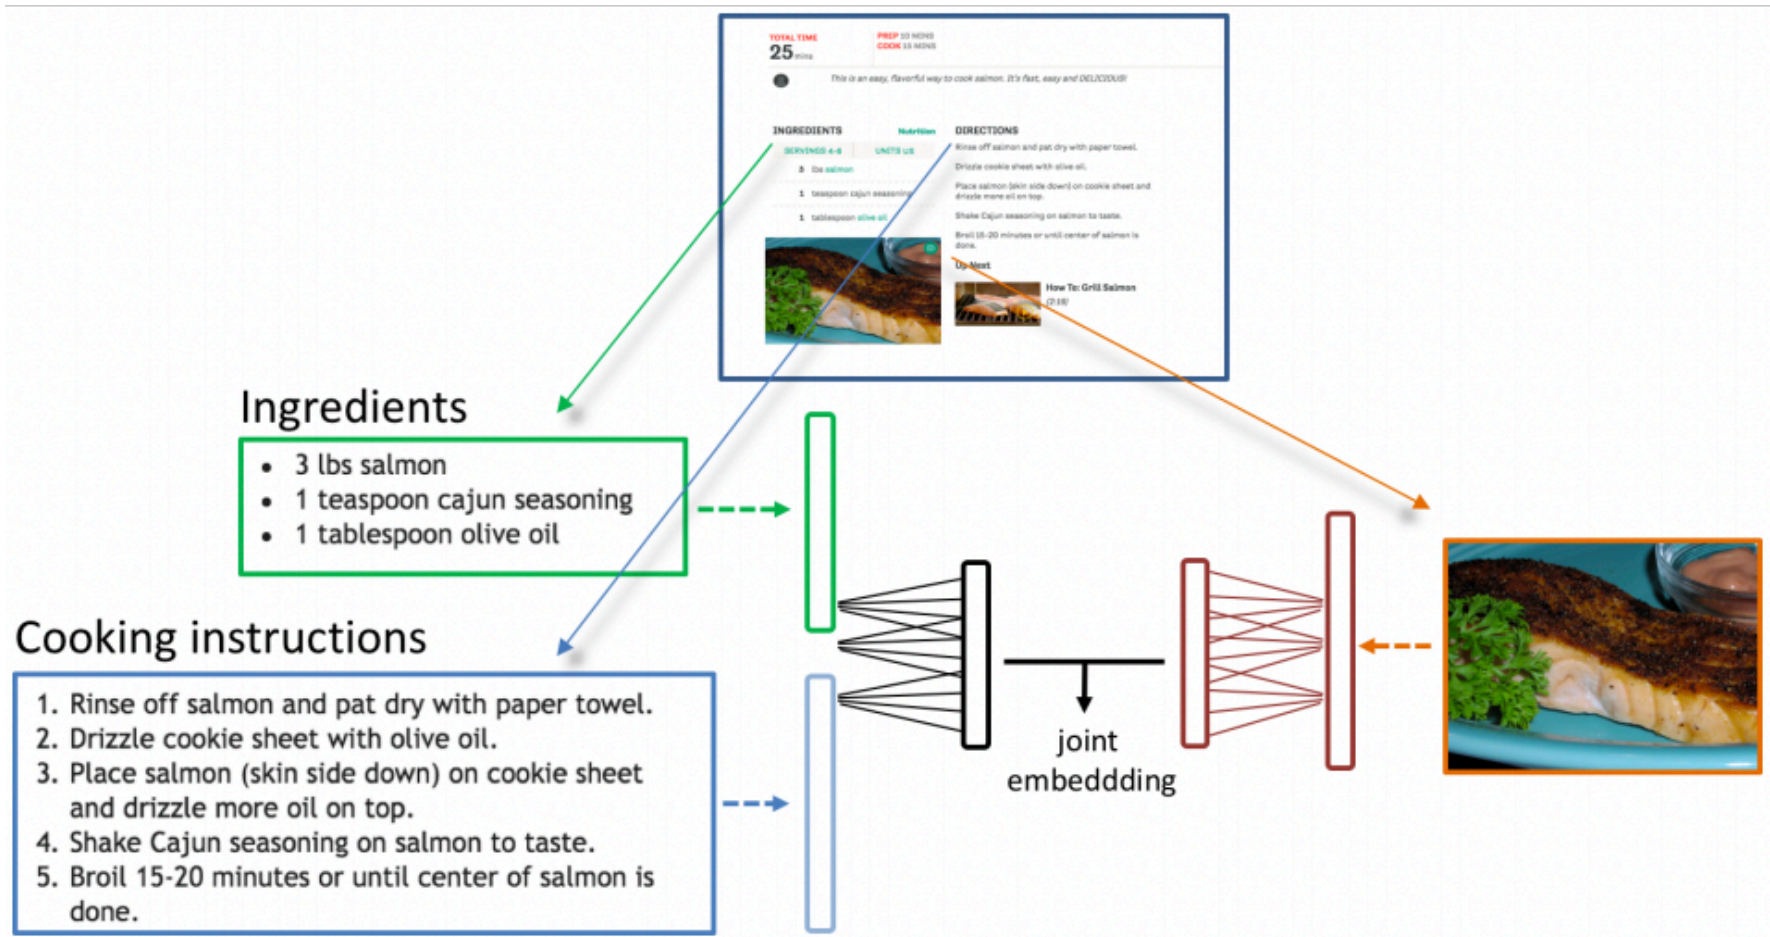 TOTAL TIME
25 mins
PREP 10 MINS
COOK 15 MINS
This is an easy, flavorful way to cook salmon. It's fast, easy and DELICIOUS!
INGREDIENTS
Nutrition
SERVINGS 4-6
UNITS US
3 lbs salmon
1 teaspoon cajun seasoning
1 tablespoon olive oil
DIRECTIONS
Rinse off salmon and pat dry with paper towel.
Drizzle cookie sheet with olive oil.
Place salmon (skin side down) on cookie sheet and
drizzle more oil on top.
Shake Cajun seasoning on salmon to taste.
Broil 15-20 minutes or until center of salmon is
done.
Up Next
How To: Grill Salmon
Ingredients
• 3 lbs salmon
• 1 teaspoon cajun seasoning
• 1 tablespoon olive oil
Cooking instructions
1. Rinse off salmon and pat dry with paper towel.
2. Drizzle cookie sheet with olive oil.
3. Place salmon (skin side down) on cookie sheet
and drizzle more oil on top.
4. Shake Cajun seasoning on salmon to taste.
5. Broil 15-20 minutes or until center of salmon is
done.
joint
embeddding